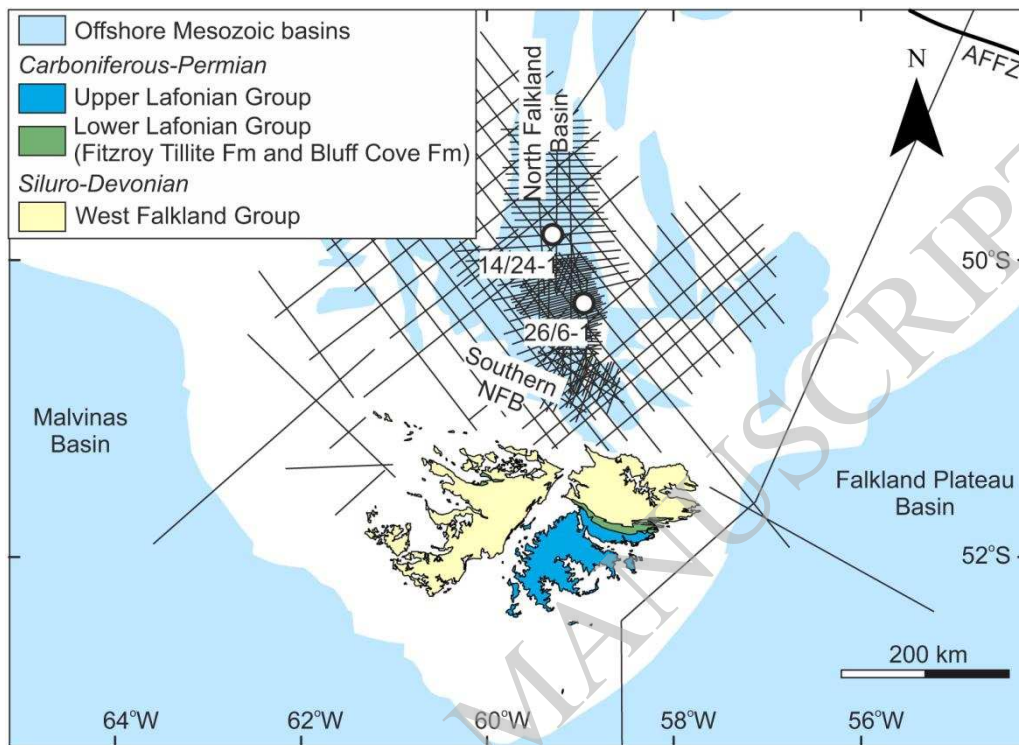 Offshore Mesozoic basins
Carboniferous-Permian
Upper Lafonian Group
Lower Lafonian Group
(Fitzroy Tillite Fm and Bluff Cove Fm)
Siluro-Devonian
West Falkland Group
North Falkland
Basin
AFFZ
N
14/24-1
50°S
26/6-1
Southern
NFB
Malvinas
Basin
Falkland Plateau
Basin
52°S
200 km
64°W
62°W
60°W
58°W
56°W
MANUSCRIPT